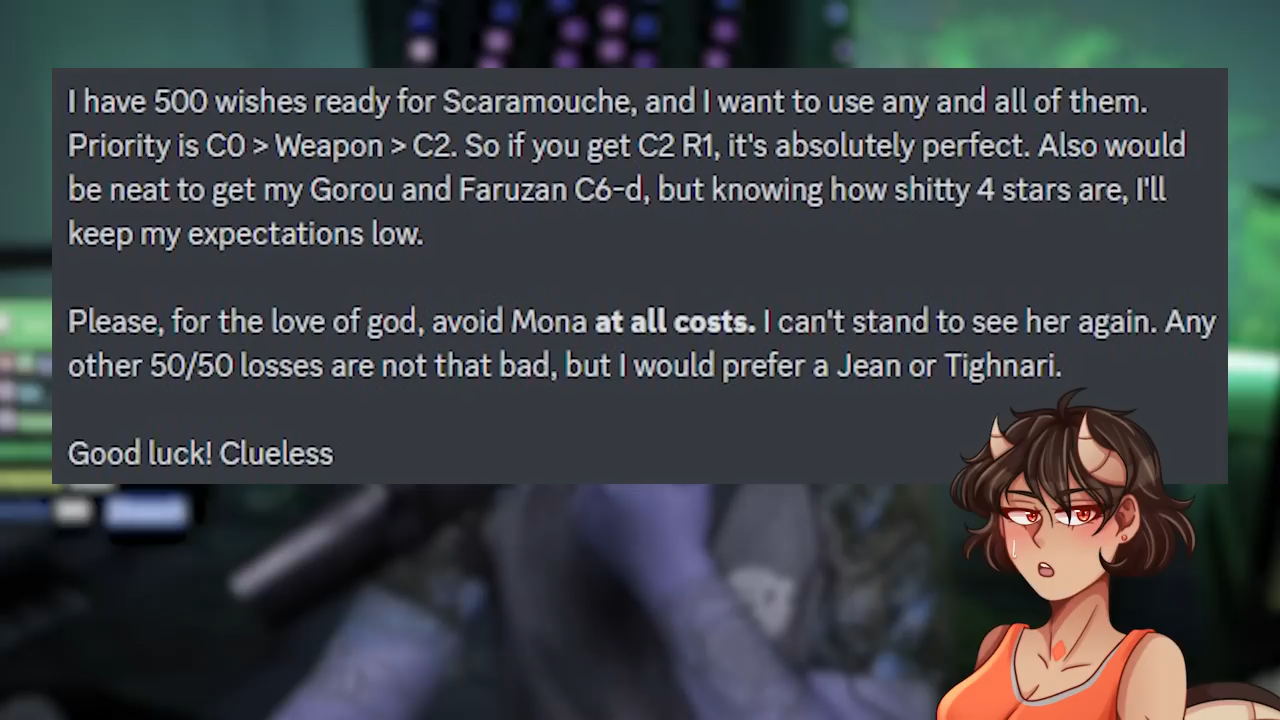 I have 500 wishes ready for Scaramouche, and I want to use any and all of them.
Priority is C0 > Weapon > C2. So if you get C2 R1, it's absolutely perfect. Also would
be neat to get my Gorou and Faruzan C6-d, but knowing how shitty 4 stars are, I'll
keep my expectations low.
Please, for the love of god, avoid Mona at all costs. I can't stand to see her again. Any
other 50/50 losses are not that bad, but I would prefer a Jean or Tighnari.
Good luck! Clueless